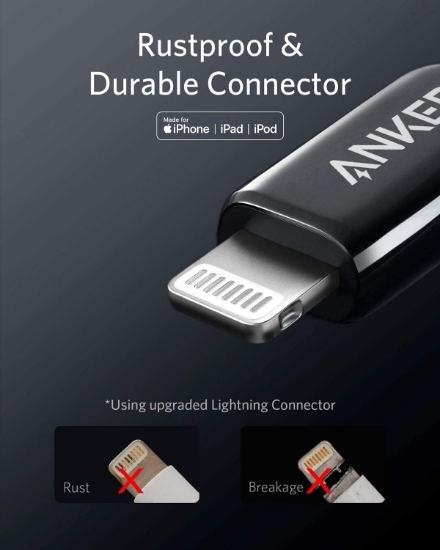 Rustproof &
Durable Connector
Made for
iPhone | iPad | iPod
ANKER
*Using upgraded Lightning Connector
Rust
Breakage